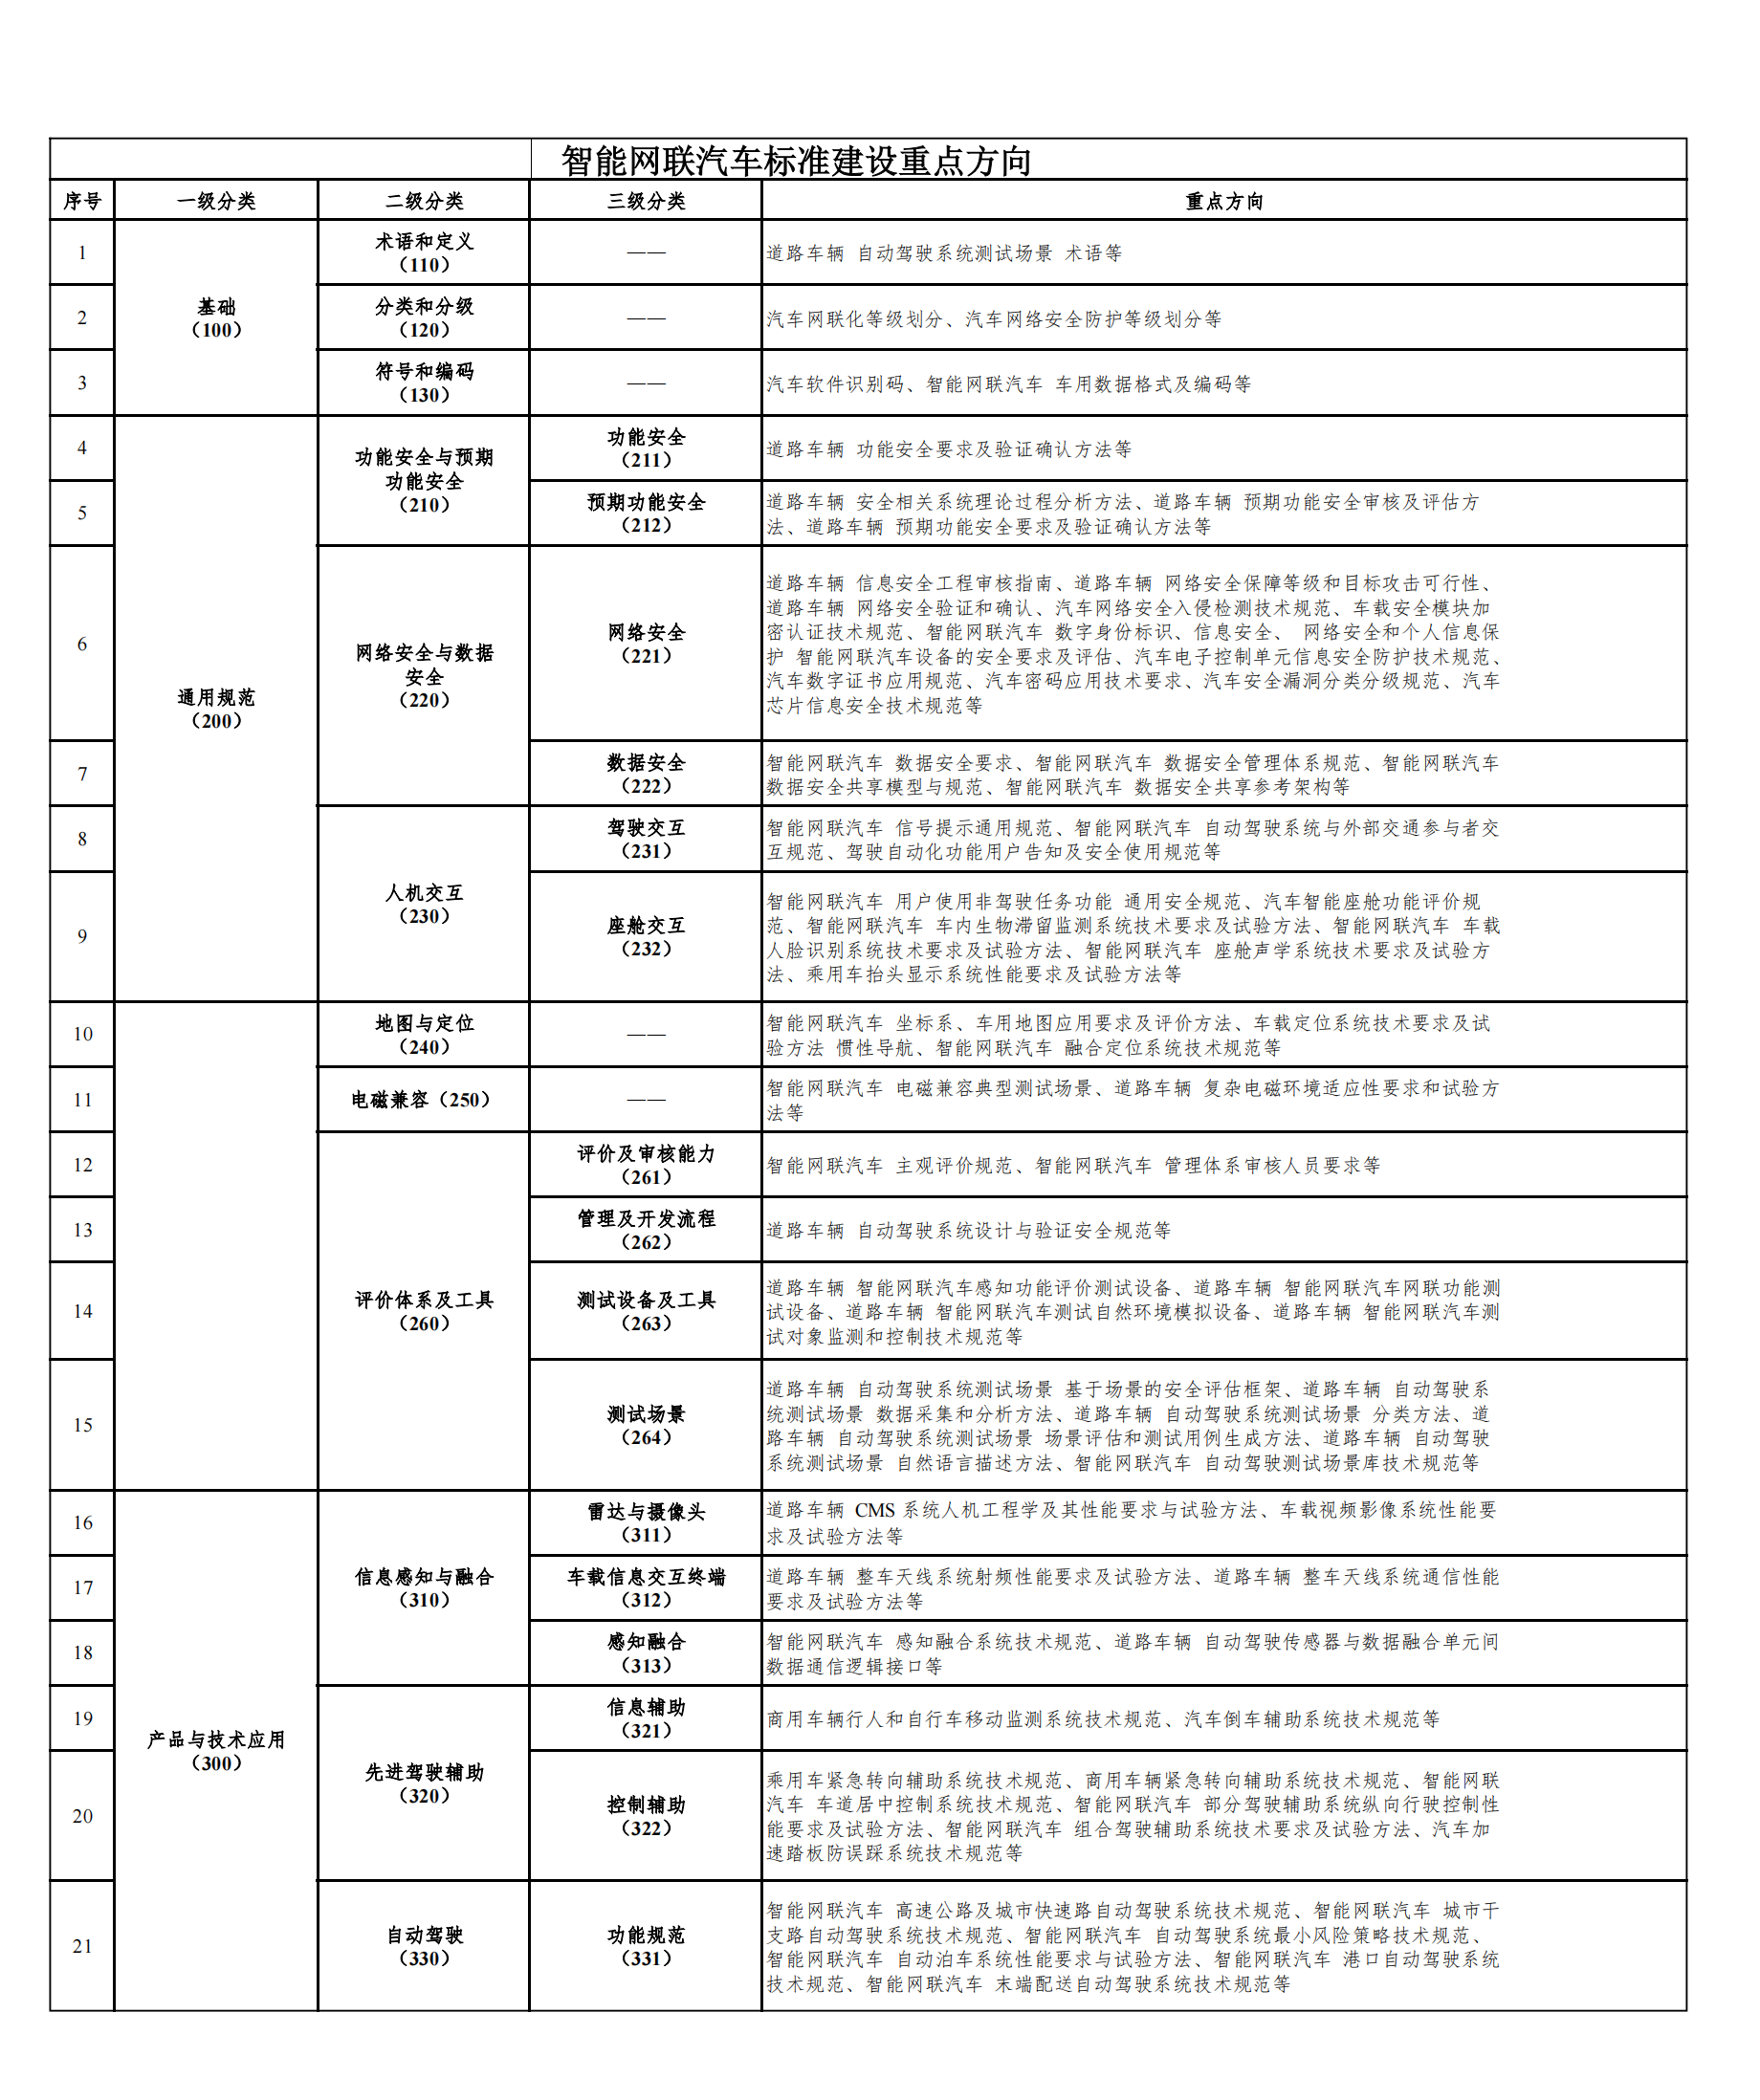 智能网联汽车标准建设重点方向
序号 一级分类 二级分类 三级分类 重点方向
1
基础
（100）
术语和定义
（110）
——
道路车辆 自动驾驶系统测试场景 术语等
2
分类和分级
（120）
——
汽车网联化等级划分、汽车网络安全防护等级划分等
3
符号和编码
（130）
——
汽车软件识别码、智能网联汽车 车用数据格式及编码等
4
通用规范
（200）
功能安全与预期
功能安全
（210）
功能安全
（211）
道路车辆 功能安全要求及验证确认方法等
5
预期功能安全
（212）
道路车辆 安全相关系统理论过程分析方法、道路车辆 预期功能安全审核及评估方
法、道路车辆 预期功能安全要求及验证确认方法等
6
网络安全与数据
安全
（220）
网络安全
（221）
道路车辆 信息安全工程审核指南、道路车辆 网络安全保障等级和目标攻击可行性、
道路车辆 网络安全验证和确认、汽车网络安全入侵检测技术规范、车载安全模块加
密认证技术规范、智能网联汽车 数字身份标识、信息安全、 网络安全和个人信息保
护 智能网联汽车设备的安全要求及评估、汽车电子控制单元信息安全防护技术规范、
汽车数字证书应用规范、汽车密码应用技术要求、汽车安全漏洞分类分级规范、汽车
芯片信息安全技术规范等
7
数据安全
（222）
智能网联汽车 数据安全要求、智能网联汽车 数据安全管理体系规范、智能网联汽车
数据安全共享模型与规范、智能网联汽车 数据安全共享参考架构等
8
人机交互
（230）
驾驶交互
（231）
智能网联汽车 信号提示通用规范、智能网联汽车 自动驾驶系统与外部交通参与者交
互规范、驾驶自动化功能用户告知及安全使用规范等
9
座舱交互
（232）
智能网联汽车 用户使用非驾驶任务功能 通用安全规范、汽车智能座舱功能评价规
范、智能网联汽车 车内生物滞留监测系统技术要求及试验方法、智能网联汽车 车载
人脸识别系统技术要求及试验方法、智能网联汽车 座舱声学系统技术要求及试验方
法、乘用车抬头显示系统性能要求及试验方法等
10
地图与定位
（240）
——
智能网联汽车 坐标系、车用地图应用要求及评价方法、车载定位系统技术要求及试
验方法 惯性导航、智能网联汽车 融合定位系统技术规范等
11
电磁兼容（250）
——
智能网联汽车 电磁兼容典型测试场景、道路车辆 复杂电磁环境适应性要求和试验方
法等
12
评价体系及工具
（260）
评价及审核能力
（261）
智能网联汽车 主观评价规范、智能网联汽车 管理体系审核人员要求等
13
管理及开发流程
（262）
道路车辆 自动驾驶系统设计与验证安全规范等
14
测试设备及工具
（263）
道路车辆 智能网联汽车感知功能评价测试设备、道路车辆 智能网联汽车网联功能测
试设备、道路车辆 智能网联汽车测试自然环境模拟设备、道路车辆 智能网联汽车测
试对象监测和控制技术规范等
15
测试场景
（264）
道路车辆 自动驾驶系统测试场景 基于场景的安全评估框架、道路车辆 自动驾驶系
统测试场景 数据采集和分析方法、道路车辆 自动驾驶系统测试场景 分类方法、道
路车辆 自动驾驶系统测试场景 场景评估和测试用例生成方法、道路车辆 自动驾驶
系统测试场景 自然语言描述方法、智能网联汽车 自动驾驶测试场景库技术规范等
16
产品与技术应用
（300）
信息感知与融合
（310）
雷达与摄像头
（311）
道路车辆 CMS 系统人机工程学及其性能要求与试验方法、车载视频影像系统性能要
求及试验方法等
17
车载信息交互终端
（312）
道路车辆 整车天线系统射频性能要求及试验方法、道路车辆 整车天线系统通信性能
要求及试验方法等
18
感知融合
（313）
智能网联汽车 感知融合系统技术规范、道路车辆 自动驾驶传感器与数据融合单元间
数据通信逻辑接口等
19
先进驾驶辅助
（320）
信息辅助
（321）
商用车辆行人和自行车移动监测系统技术规范、汽车倒车辅助系统技术规范等
20
控制辅助
（322）
乘用车紧急转向辅助系统技术规范、商用车辆紧急转向辅助系统技术规范、智能网联
汽车 车道居中控制系统技术规范、智能网联汽车 部分驾驶辅助系统纵向行驶控制性
能要求及试验方法、智能网联汽车 组合驾驶辅助系统技术要求及试验方法、汽车加
速踏板防误踩系统技术规范等
21
自动驾驶
（330）
功能规范
（331）
智能网联汽车 高速公路及城市快速路自动驾驶系统技术规范、智能网联汽车 城市干
支路自动驾驶系统技术规范、智能网联汽车 自动驾驶系统最小风险策略技术规范、
智能网联汽车 自动泊车系统性能要求与试验方法、智能网联汽车 港口自动驾驶系统
技术规范、智能网联汽车 末端配送自动驾驶系统技术规范等